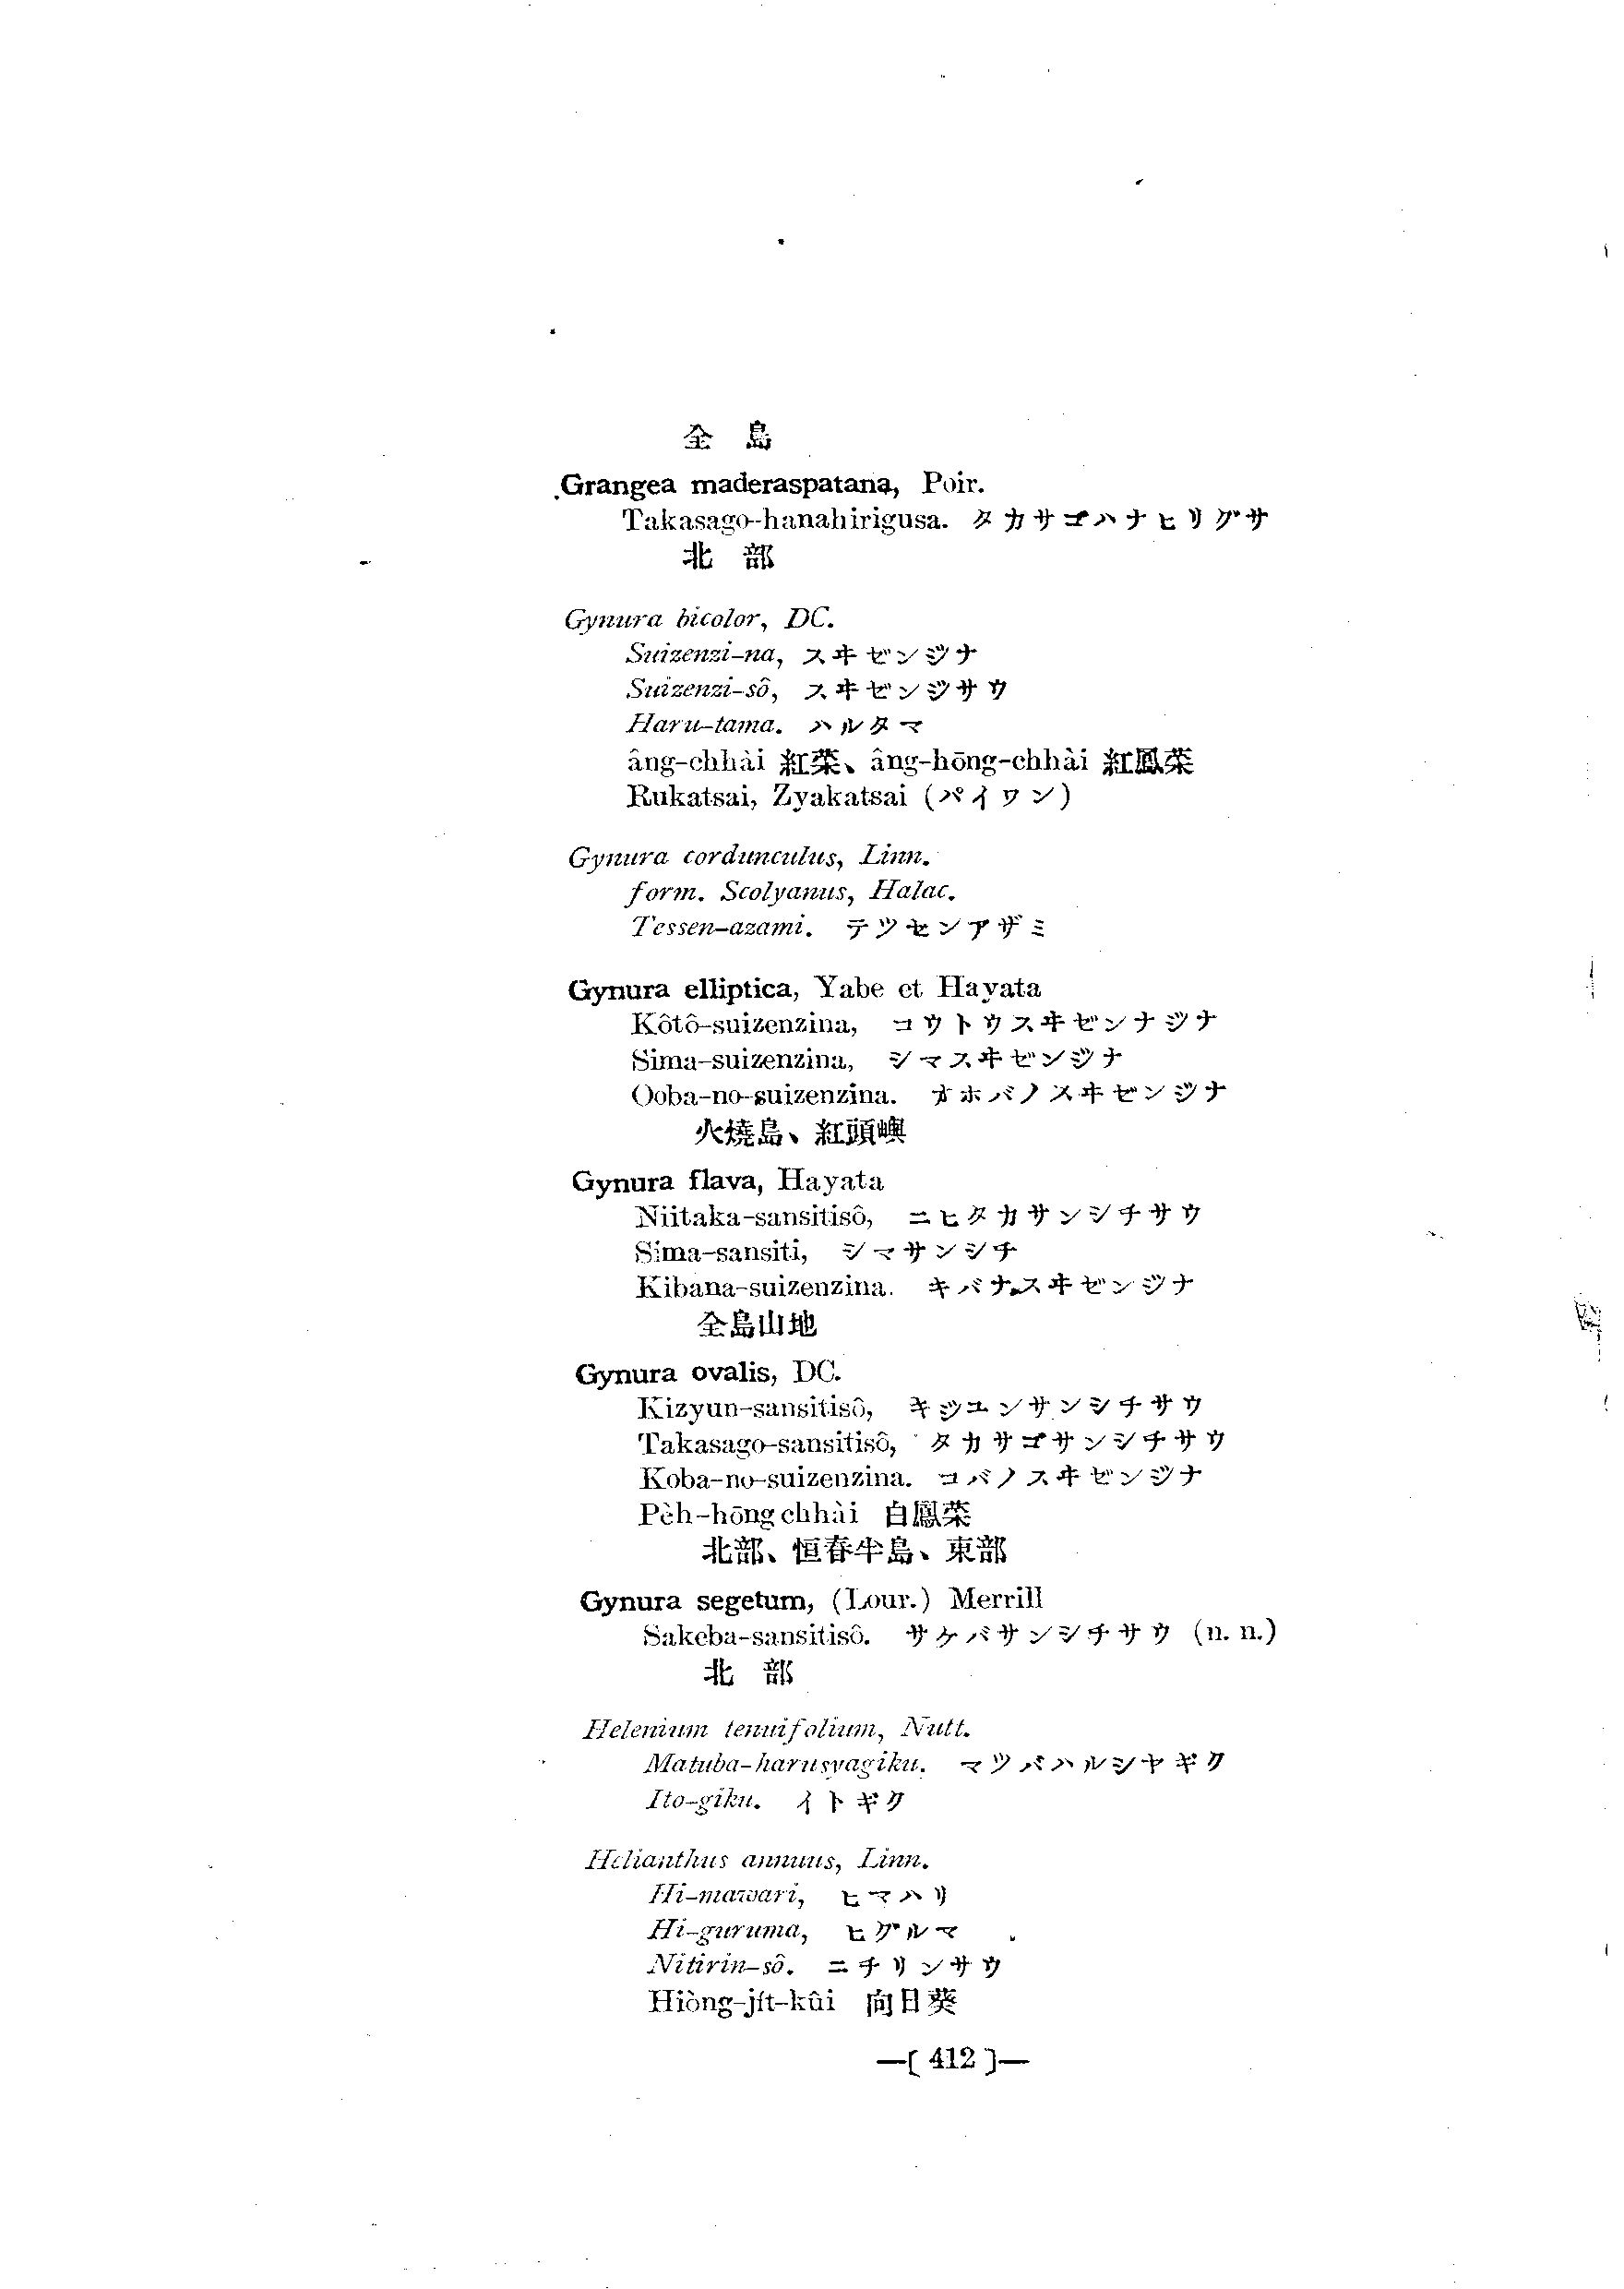 全島
Grangea maderaspatana, Poir.
Takasago-hanahirigusa. タカサゴハナヒリグサ
北部
Gynura bicolor, DC.
Suizenzi-na, スヰゼンジナ
Suizenzi-sô, スヰゼンジサウ
Haru-tama. ハルタマ
âng-chhài 紅菜、âng-hōng-chhài 紅鳳菜
Rukatsai, Zyakatsai (パイワン)
Gynura cordunculus, Linn.
form. Scolyanus, Halac.
Tessen-azami. テツセンアザミ
Gynura elliptica, Yabe et Hayata
Kôtô-suizenzina, コウトウスヰゼンナジナ
Sima-suizenzina, シマスヰゼンジナ
Ooba-no-suizenzina. オホバノスヰゼンジナ
火燒島、紅頭嶼
Gynura flava, Hayata
Niitaka-sansitisô, ニヒタカサンシチサウ
Sima-sansiti, シマサンシチ
Kibana-suizenzina. キバナスヰゼンジナ
全島山地
Gynura ovalis, DC.
Kizyun-sansitisô, キジユンサンシチサウ
Takasago-sansitisô, タカサゴサンシチサウ
Koba-no-suizenzina. コバノスヰゼンジナ
Pėh-hōng chhài 白鳳菜
北部、恒春半島、東部
Gynura segetum, (Lour.) Merrill
Sakeba-sansitisô. サケバサンシチサウ (n. n.)
北部
Helenium tenuifolium, Nutt.
Matuba-harusyagiku. マツバハルシヤギク
Ito-giku. イトギク
Helianthus annuus, Linn.
Hi-mawari, ヒマハリ
Hi-guruma, ヒグルマ
Nitirin-sô. ニチリンサウ
Hiòng-jít-kûi 向日葵
—[ 412 ]—